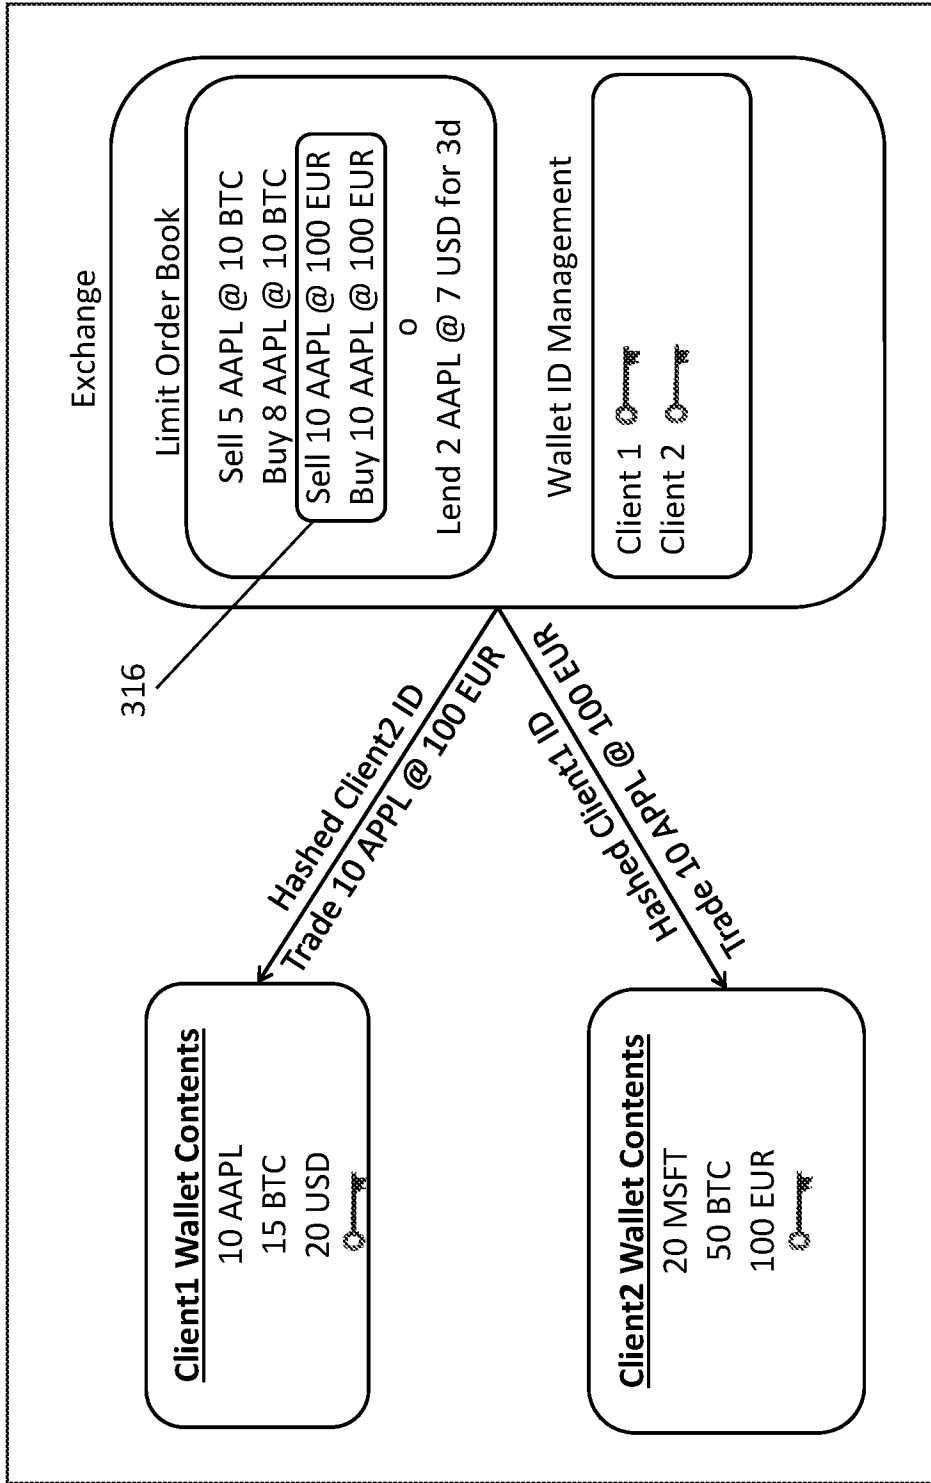 Client1 Wallet Contents
10 AAPL
15 BTC
20 USD
Client2 Wallet Contents
20 MSFT
50 BTC
100 EUR
Hashed Client2 ID
Trade 10 APPL @ 100 EUR
Hashed Client1 ID
Trade 10 APPL @ 100 EUR
316
Exchange
Limit Order Book
Sell 5 AAPL @ 10 BTC
Buy 8 AAPL @ 10 BTC
Sell 10 AAPL @ 100 EUR
Buy 10 AAPL @ 100 EUR
o
Lend 2 AAPL @ 7 USD for 3d
Wallet ID Management
Client 1
Client 2